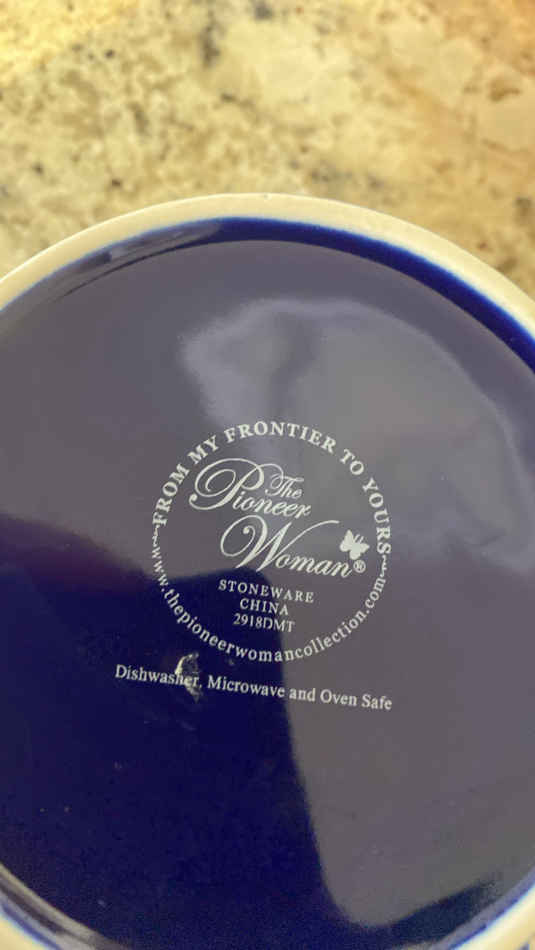 ~FROM MY FRONTIER TO YOURS~
The
Pioneer
Woman®
STONEWARE
CHINA
2918DMT
www.thepioneerwomancollection.com
Dishwasher, Microwave and Oven Safe